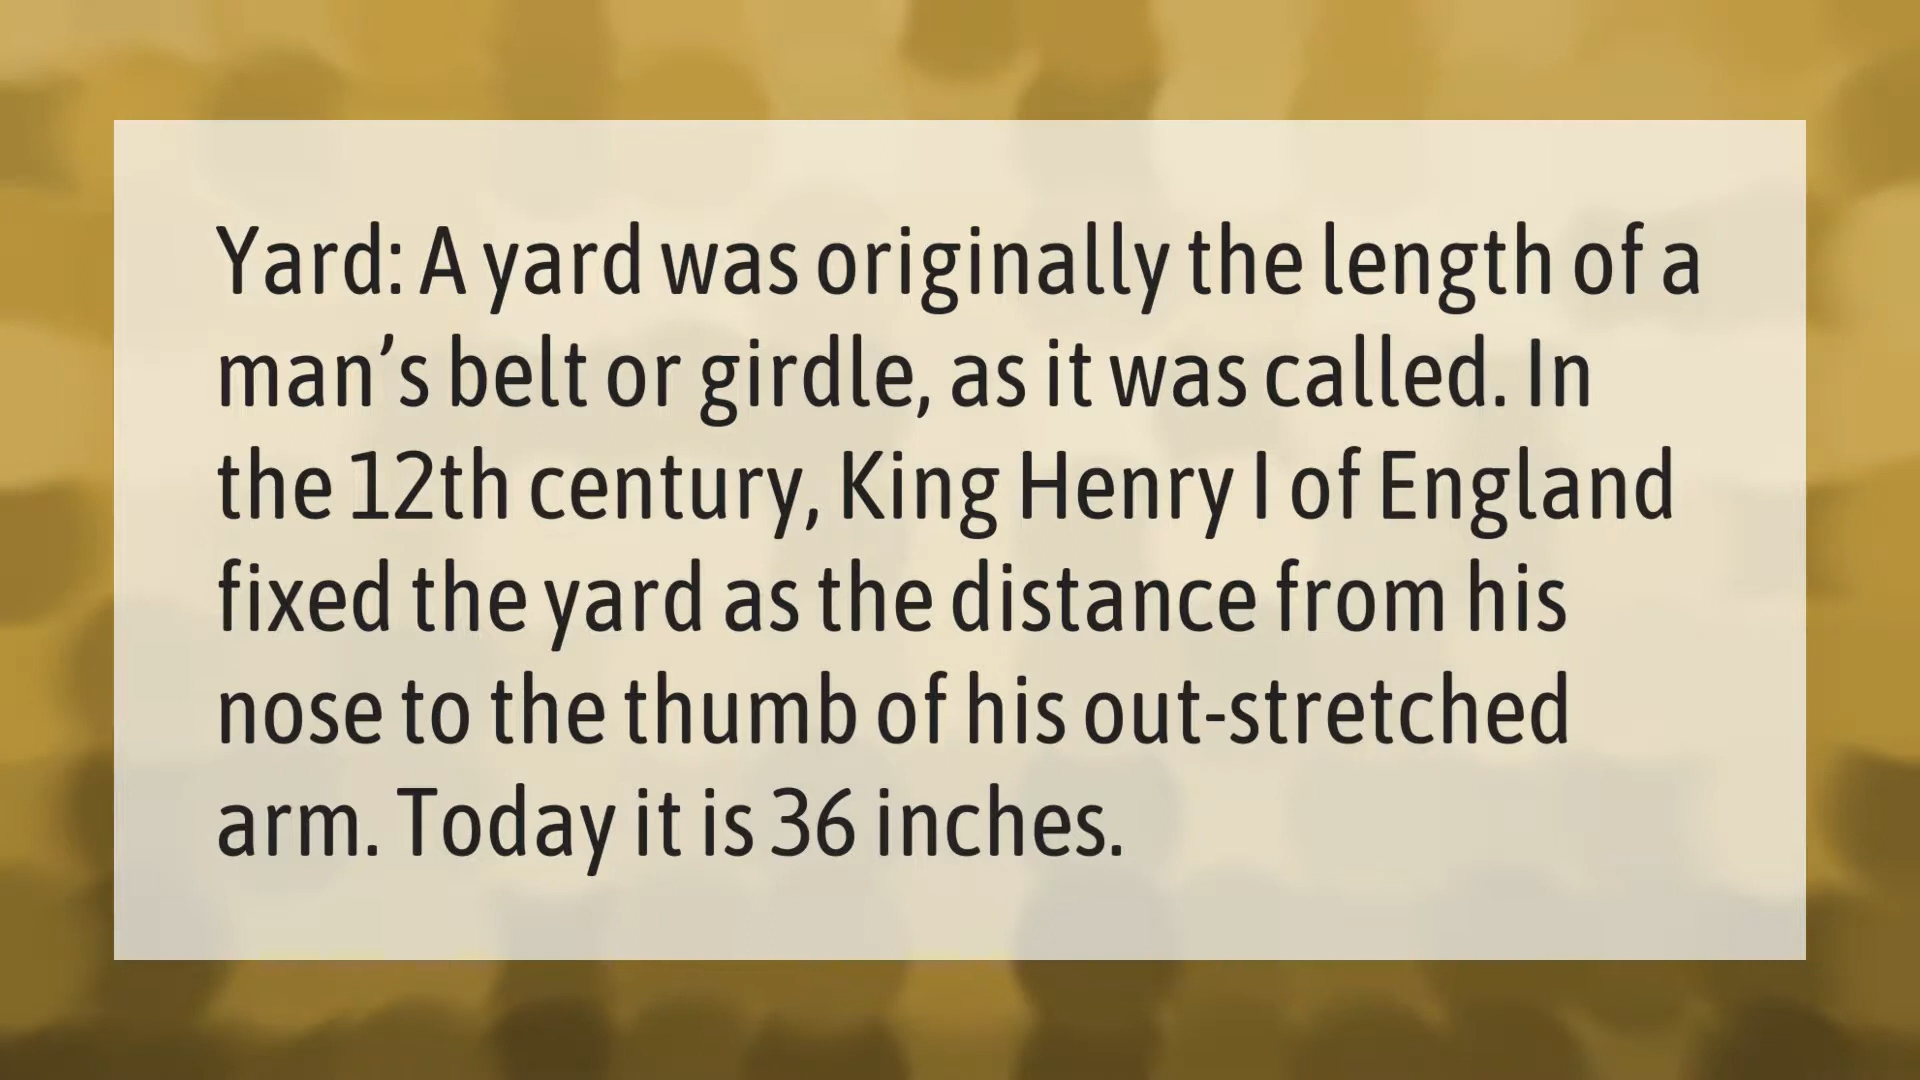 Yard: A yard was originally the length of a
man’s belt or girdle, as it was called. In
the 12th century, King Henry I of England
fixed the yard as the distance from his
nose to the thumb of his out-stretched
arm. Today it is 36 inches.